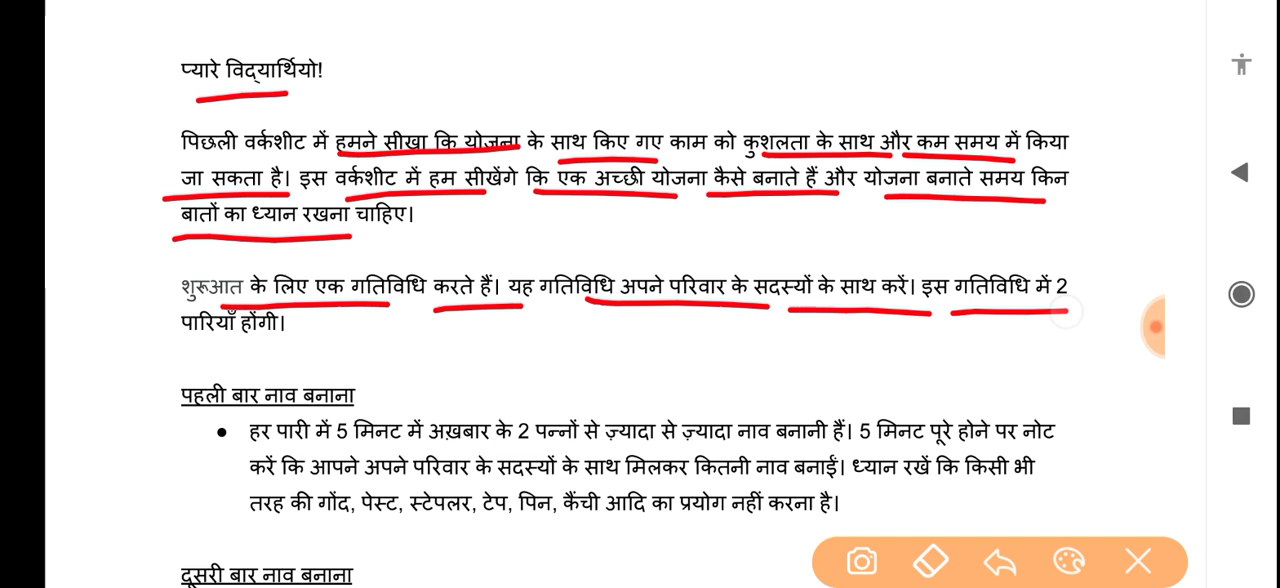 प्यारे विद्यार्थियो!
पिछली वर्कशीट में हमने सीखा कि योजना के साथ किए गए काम को कुशलता के साथ और कम समय में किया
जा सकता है। इस वर्कशीट में हम सीखेंगे कि एक अच्छी योजना कैसे बनाते हैं और योजना बनाते समय किन
बातों का ध्यान रखना चाहिए।
शुरूआत के लिए एक गतिविधि करते हैं। यह गतिविधि अपने परिवार के सदस्यों के साथ करें। इस गतिविधि में 2
पारियाँ होंगी।
पहली बार नाव बनाना
● हर पारी में 5 मिनट में अख़बार के 2 पन्नों से ज़्यादा से ज़्यादा नाव बनानी हैं। 5 मिनट पूरे होने पर नोट
करें कि आपने अपने परिवार के सदस्यों के साथ मिलकर कितनी नाव बनाईं। ध्यान रखें कि किसी भी
तरह की गोंद, पेस्ट, स्टेपलर, टेप, पिन, कैंची आदि का प्रयोग नहीं करना है।
दूसरी बार नाव बनाना